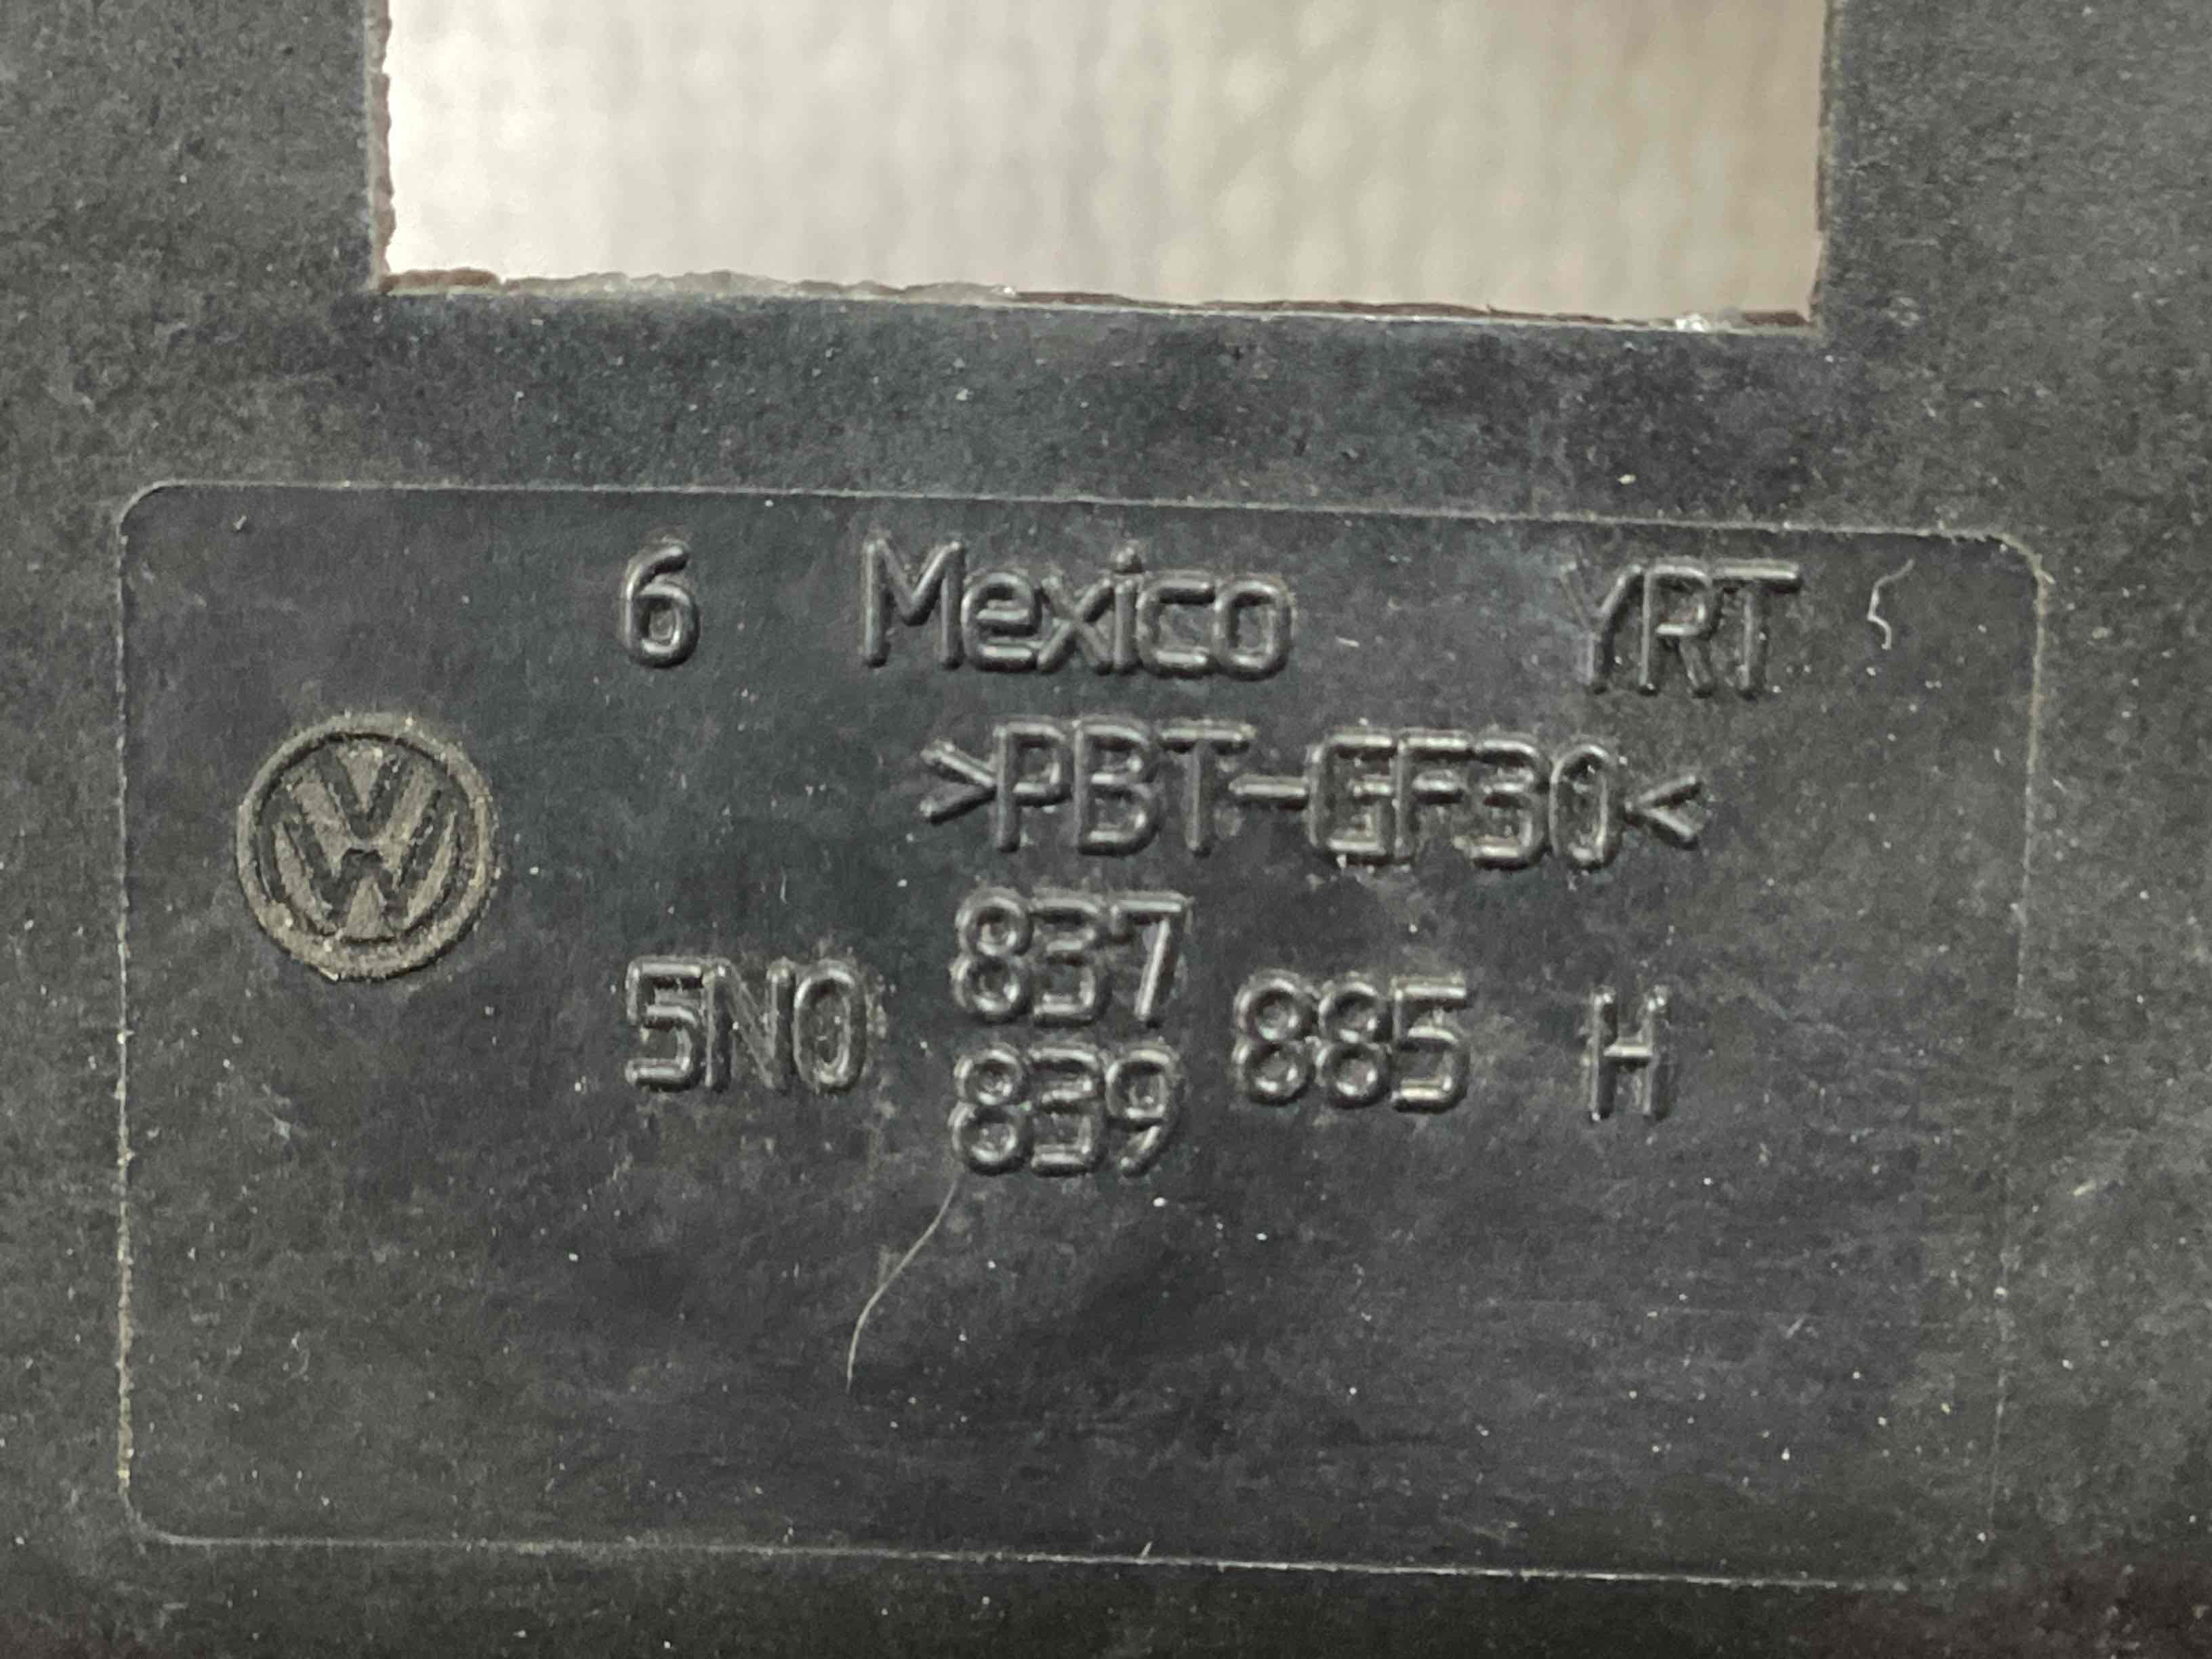 6 Mexico YRT
>PBT-GF30<
837
5N0 885 H
839